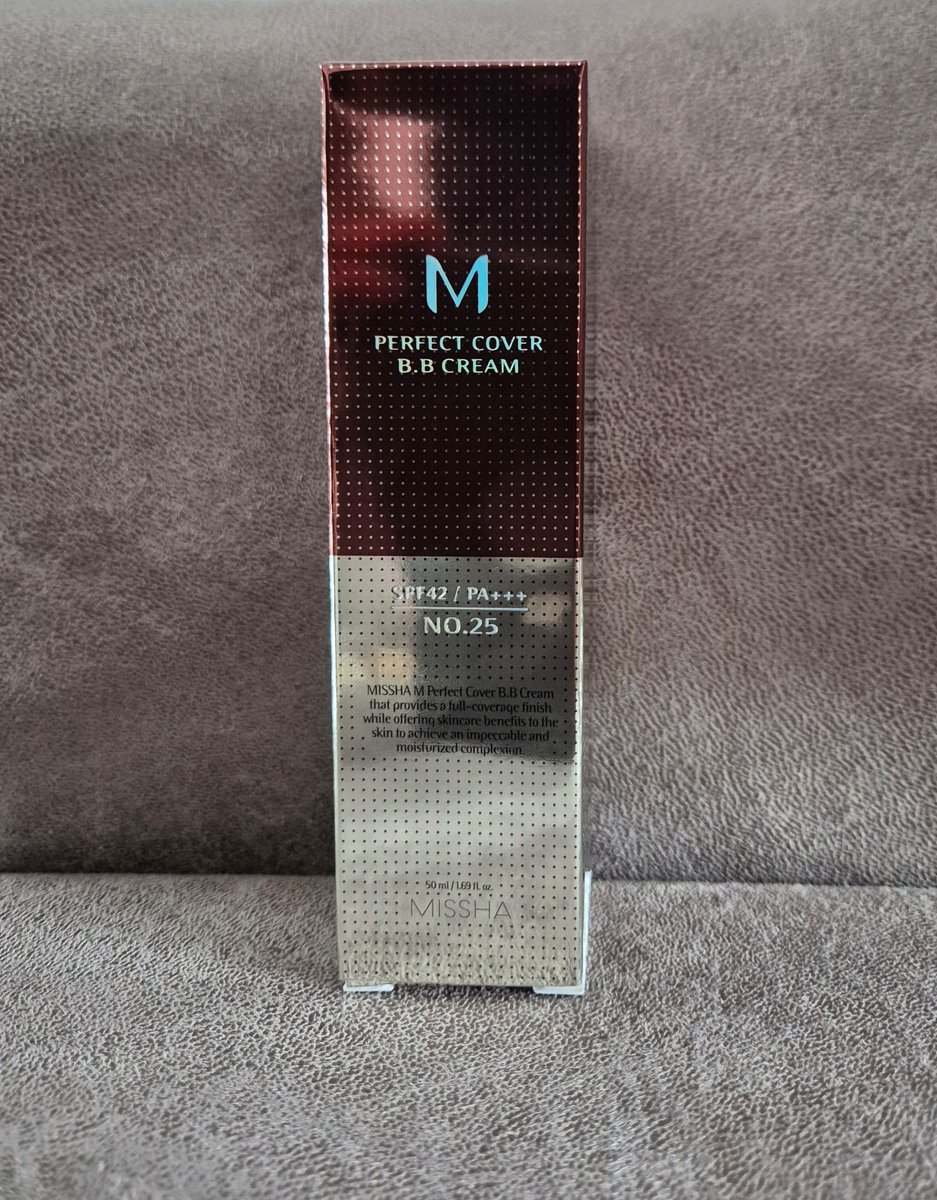 M
PERFECT COVER
B.B CREAM
SPF42 / PA+++
NO.25
MISSHA M Perfect Cover B.B Cream
that provides a full-coverage finish
while offering skincare benefits to the
skin to achieve an impeccable and
moisturized complexion.
50 ml / 1.69 fl. oz.
MISSHA